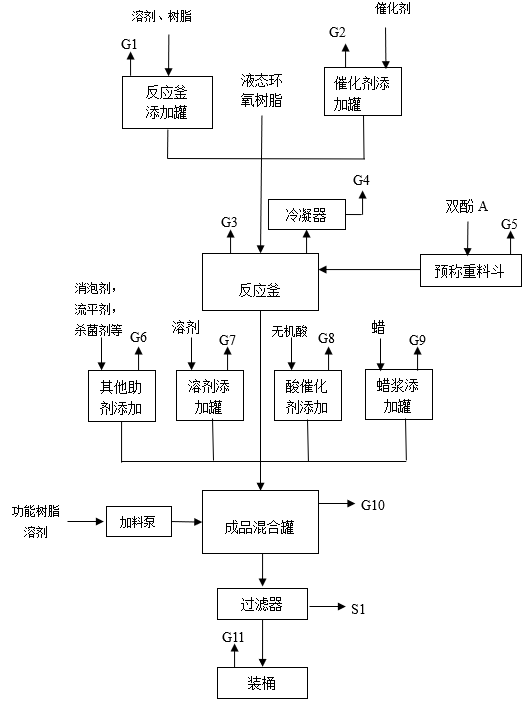 溶剂、树脂
催化剂
G1
G2
反应釜
添加罐
液态环
氧树脂
催化剂添
加罐
G4
双酚 A
G3
冷凝器
G5
反应釜
预称重料斗
消泡剂，
流平剂，
杀菌剂等
G6
溶剂
G7
无机酸
G8
蜡
G9
其他助
剂添加
溶剂添
加罐
酸催化
剂添加
蜡浆添
加罐
功能树脂
溶剂
加料泵
成品混合罐
G10
过滤器
S1
G11
装桶